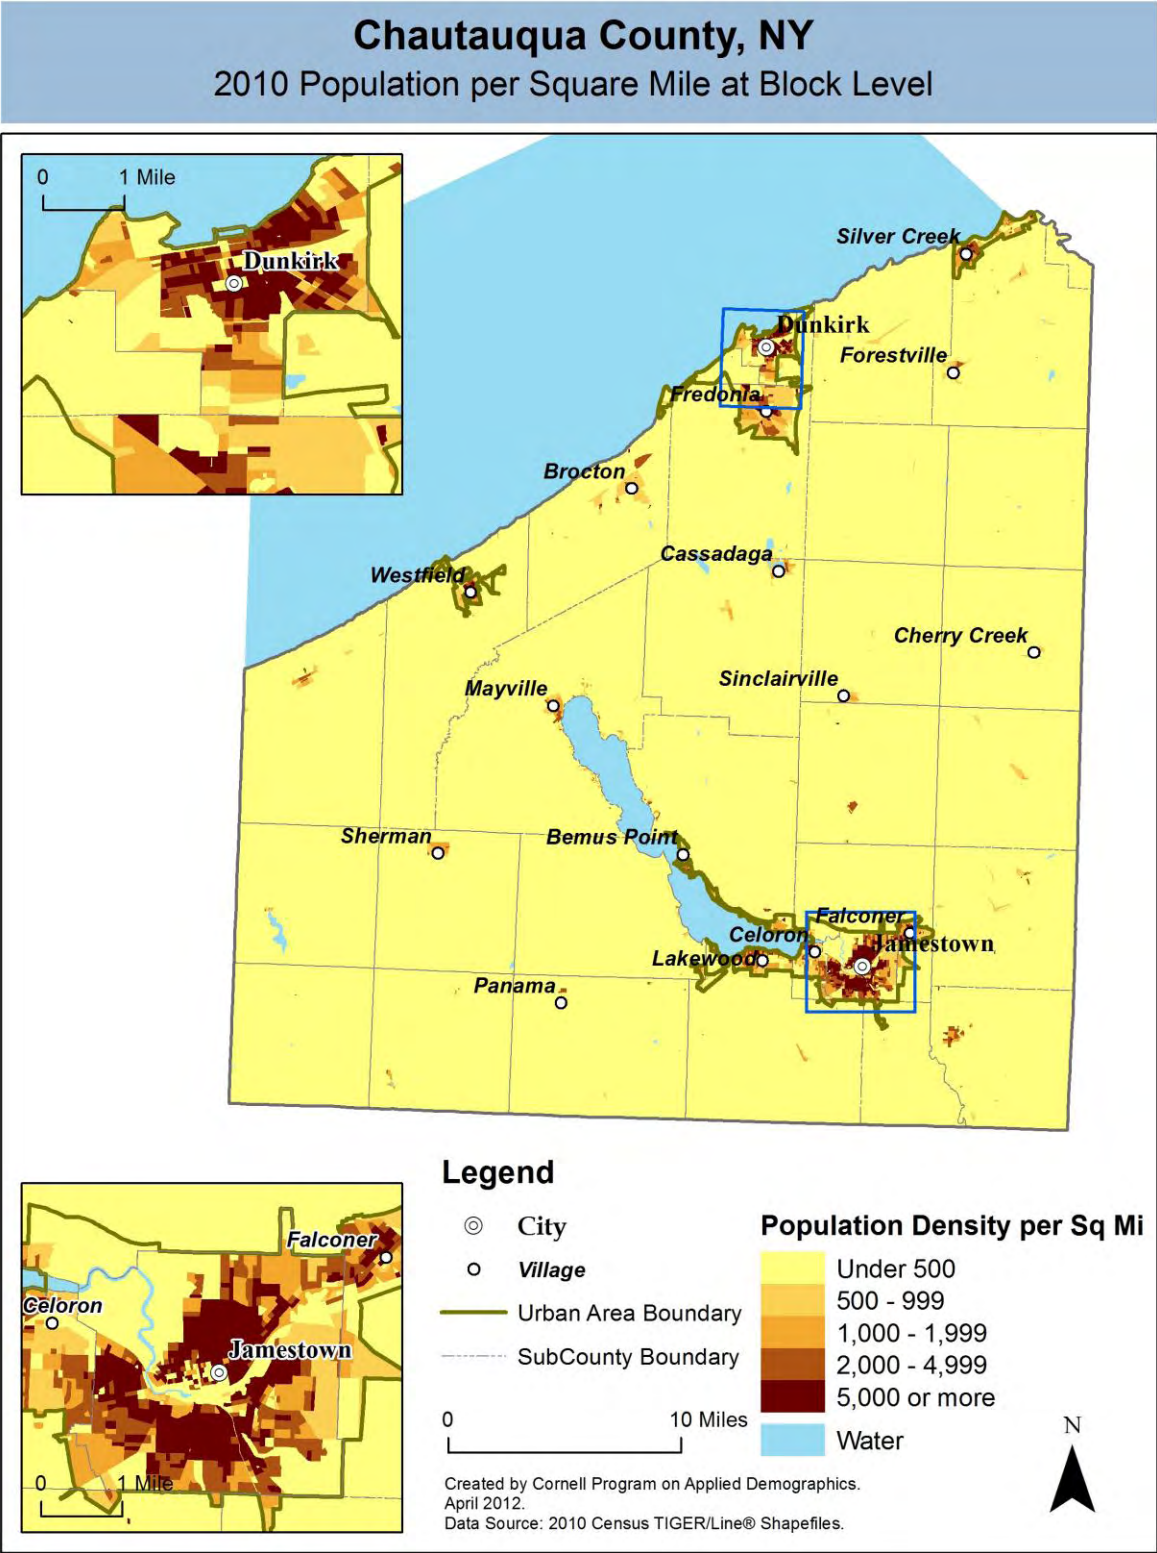 Chautauqua County, NY
2010 Population per Square Mile at Block Level
0 1 Mile
Dunkirk
Silver Creek
Dunkirk
Forestville
Fredonia
Brocton
Cassadaga
Westfield
Cherry Creek
Sinclairville
Mayville
Sherman
Bemus Point
Falconer
Celoron
Jamestown
Lakewood
Panama
Falconer
Celoron
Jamestown
0 1 Mile
Legend
City
Village
Urban Area Boundary
SubCounty Boundary
0 10 Miles
Population Density per Sq Mi
Under 500
500 - 999
1,000 - 1,999
2,000 - 4,999
5,000 or more
Water
N
Created by Cornell Program on Applied Demographics.
April 2012.
Data Source: 2010 Census TIGER/Line® Shapefiles.